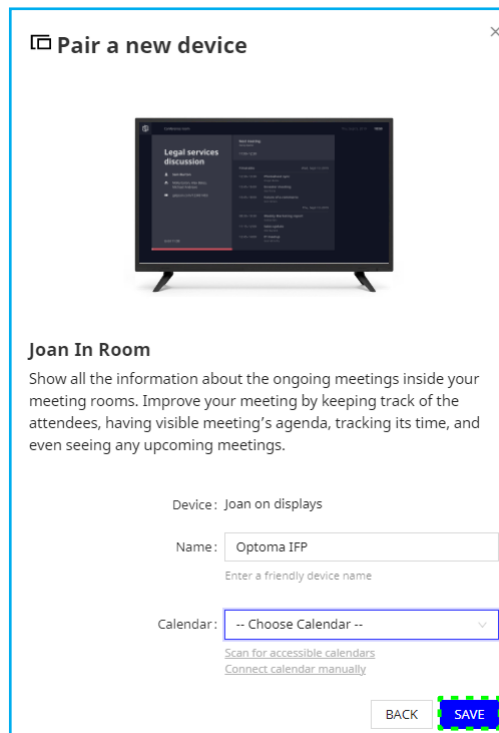 Pair a new device
Legal services
discussion
Joan In Room
Show all the information about the ongoing meetings inside your
meeting rooms. Improve your meeting by keeping track of the
attendees, having visible meeting’s agenda, tracking its time, and
even seeing any upcoming meetings.
Device: Joan on displays
Name: Optoma IFP
Enter a friendly device name
Calendar: -- Choose Calendar --
Scan for accessible calendars
Connect calendar manually
BACK SAVE